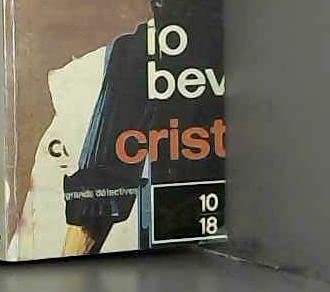 io
bev
crist
grands détectives
10
18